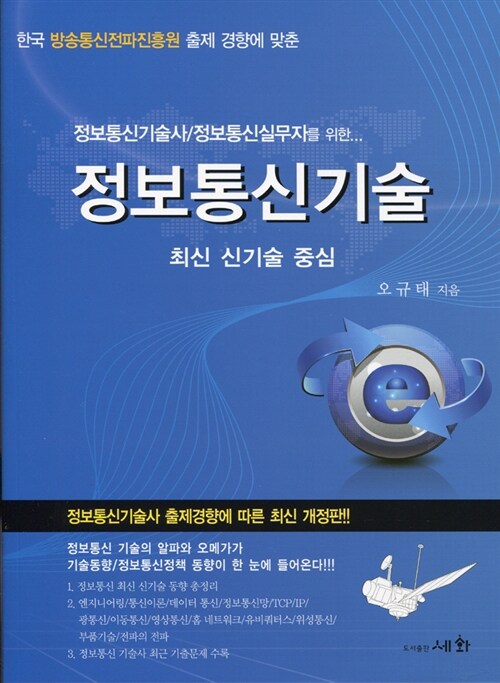 한국 방송통신전파진흥원 출제 경향에 맞춘
정보통신기술사/정보통신실무자를 위한...
정보통신기술
최신 신기술 중심
오규태 지음
e
정보통신기술사 출제경향에 따른 최신 개정판!!
정보통신 기술의 알파와 오메가가
기술동향/정보통신정책 동향이 한 눈에 들어온다!!!
1. 정보통신 최신 신기술 동향 총정리
2. 엔지니어링/통신이론/데이터 통신/정보통신망/TCP/IP/
광통신/이동통신/영상통신/홈 네트워크/유비쿼터스/위성통신/
부품기술/전파의 전파
3. 정보통신 기술사 최근 기출문제 수록
도서출판 세화